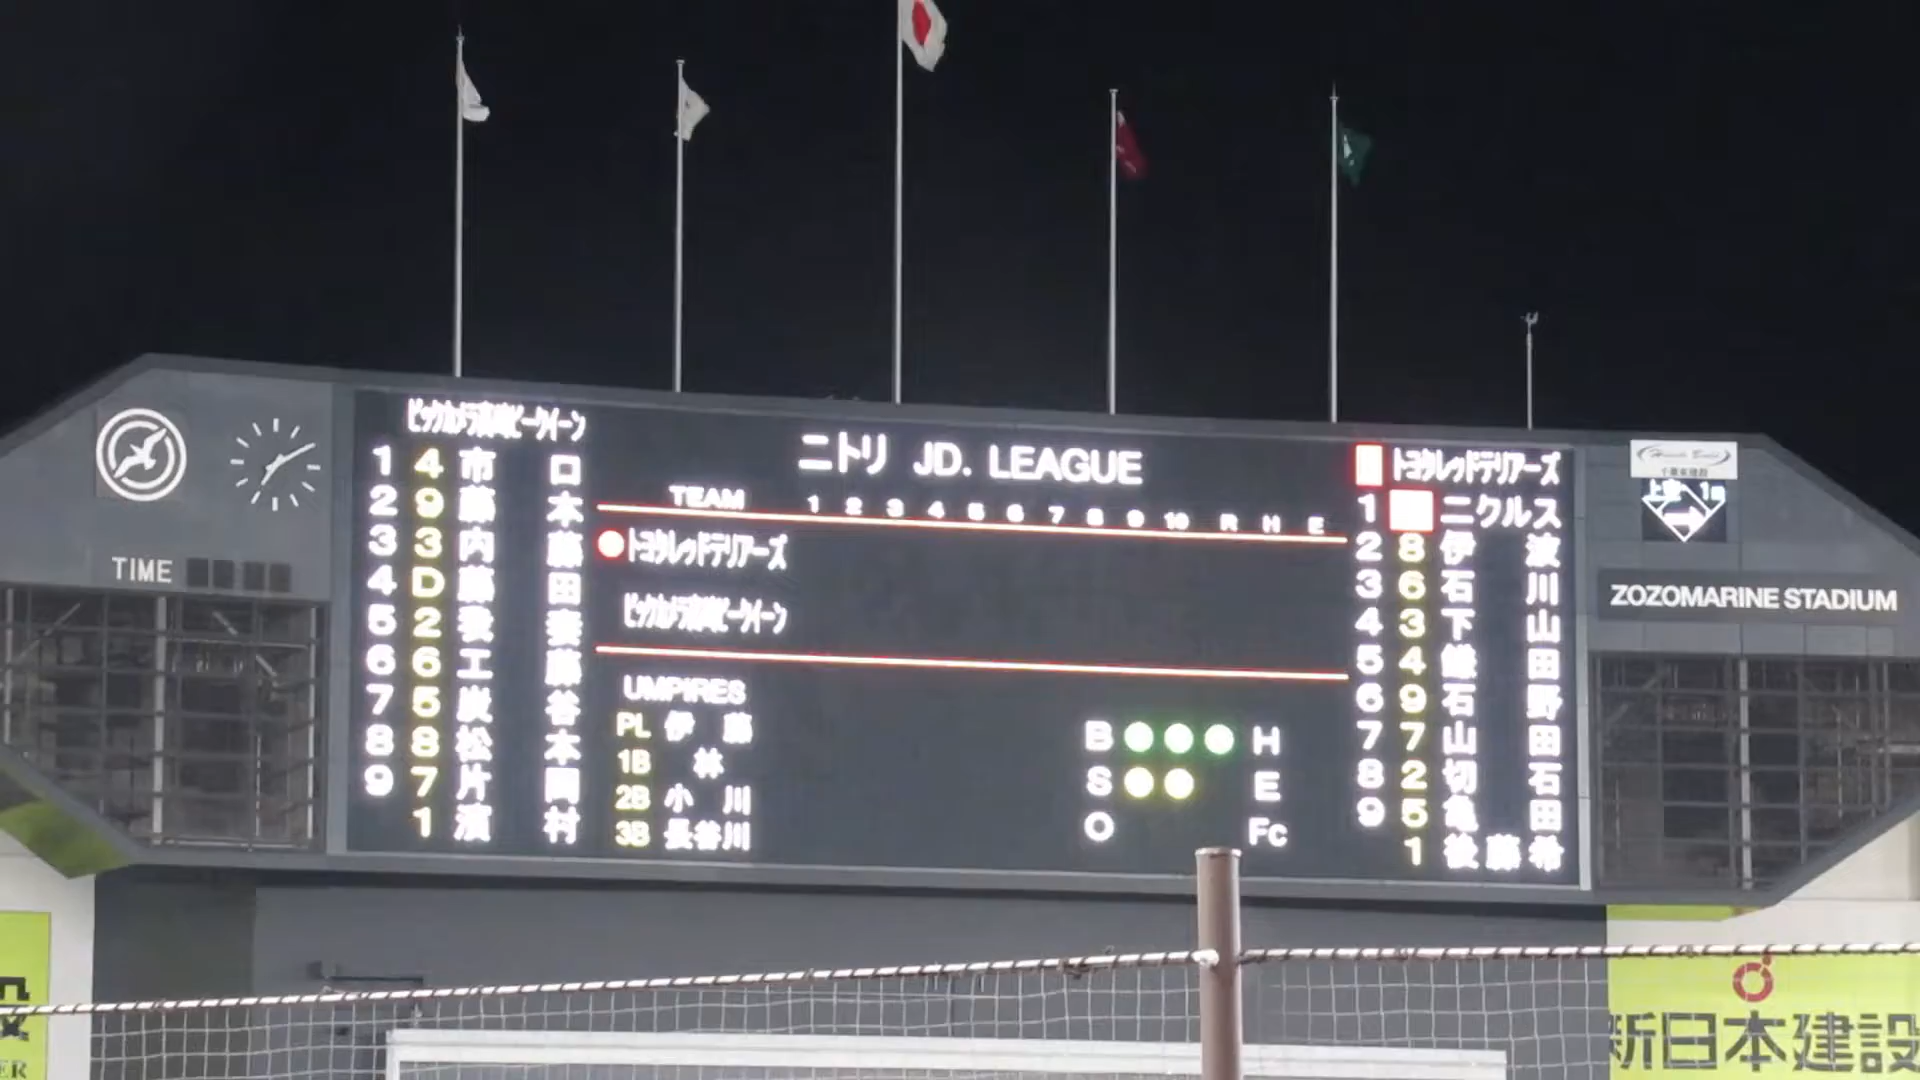 ビックカメラ高崎ビークイーン
1 4 市口
2 9 藤本
3 3 内藤
4 D 藤田
5 2 我妻
6 6 工藤
7 5 炭谷
8 8 松本
9 7 片岡
1 濱村
ニトリ JD. LEAGUE
TEAM 1 2 3 4 5 6 7 8 9 10 R H E
トヨタレッドテリアーズ
ビックカメラ高崎ビークイーン
UMPIRES
PL 伊藤
1B 林
2B 小川
3B 長谷川
B H
S E
O Fc
トヨタレッドテリアーズ
1 ニクルス
2 8 伊波
3 6 石川
4 3 下山
5 4 鎌田
6 9 石野
7 7 山田
8 2 切石
9 5 亀田
1 後藤希
TIME
ZOZOMARINE STADIUM
新日本建設
設
ER